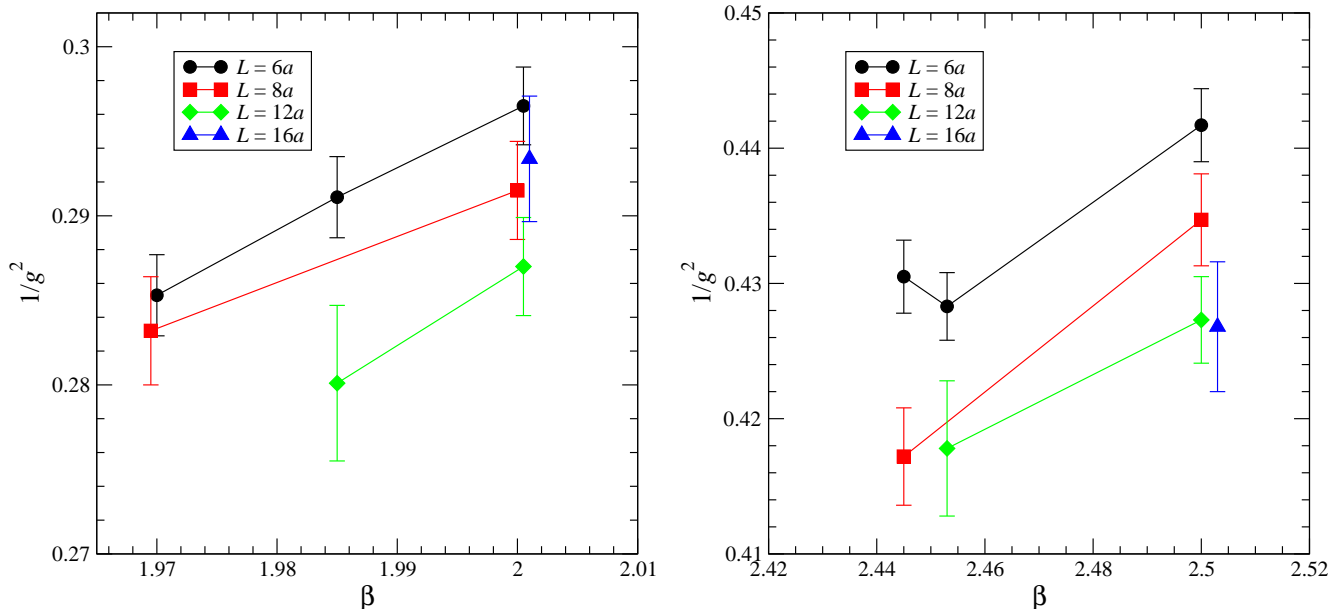 0.3
0.29
0.28
0.27
1/g²
L = 6a
L = 8a
L = 12a
L = 16a
1.97 1.98 1.99 2 2.01
β
0.45
0.44
0.43
0.42
0.41
1/g²
L = 6a
L = 8a
L = 12a
L = 16a
2.42 2.44 2.46 2.48 2.5 2.52
β